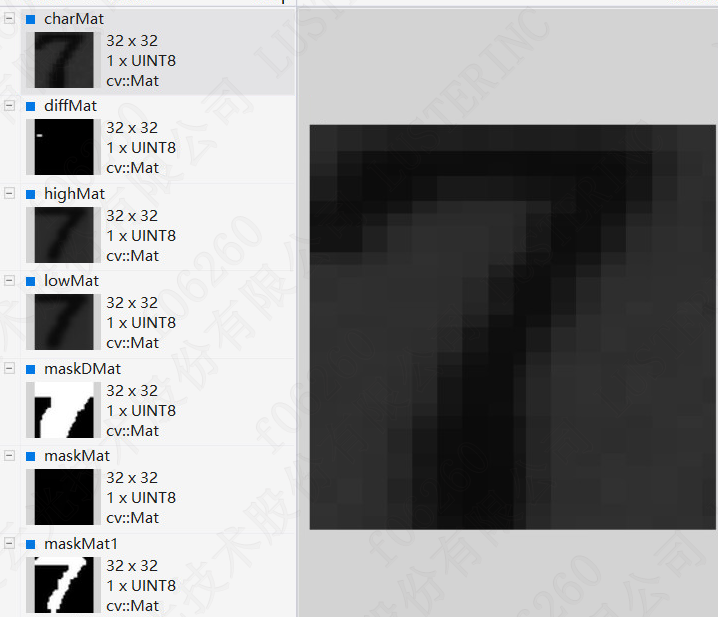 charMat
32 x 32
1 x UINT8
cv::Mat
diffMat
32 x 32
1 x UINT8
cv::Mat
highMat
32 x 32
1 x UINT8
cv::Mat
lowMat
32 x 32
1 x UINT8
cv::Mat
maskDMat
32 x 32
1 x UINT8
cv::Mat
maskMat
32 x 32
1 x UINT8
cv::Mat
maskMat1
32 x 32
1 x UINT8
cv::Mat
7